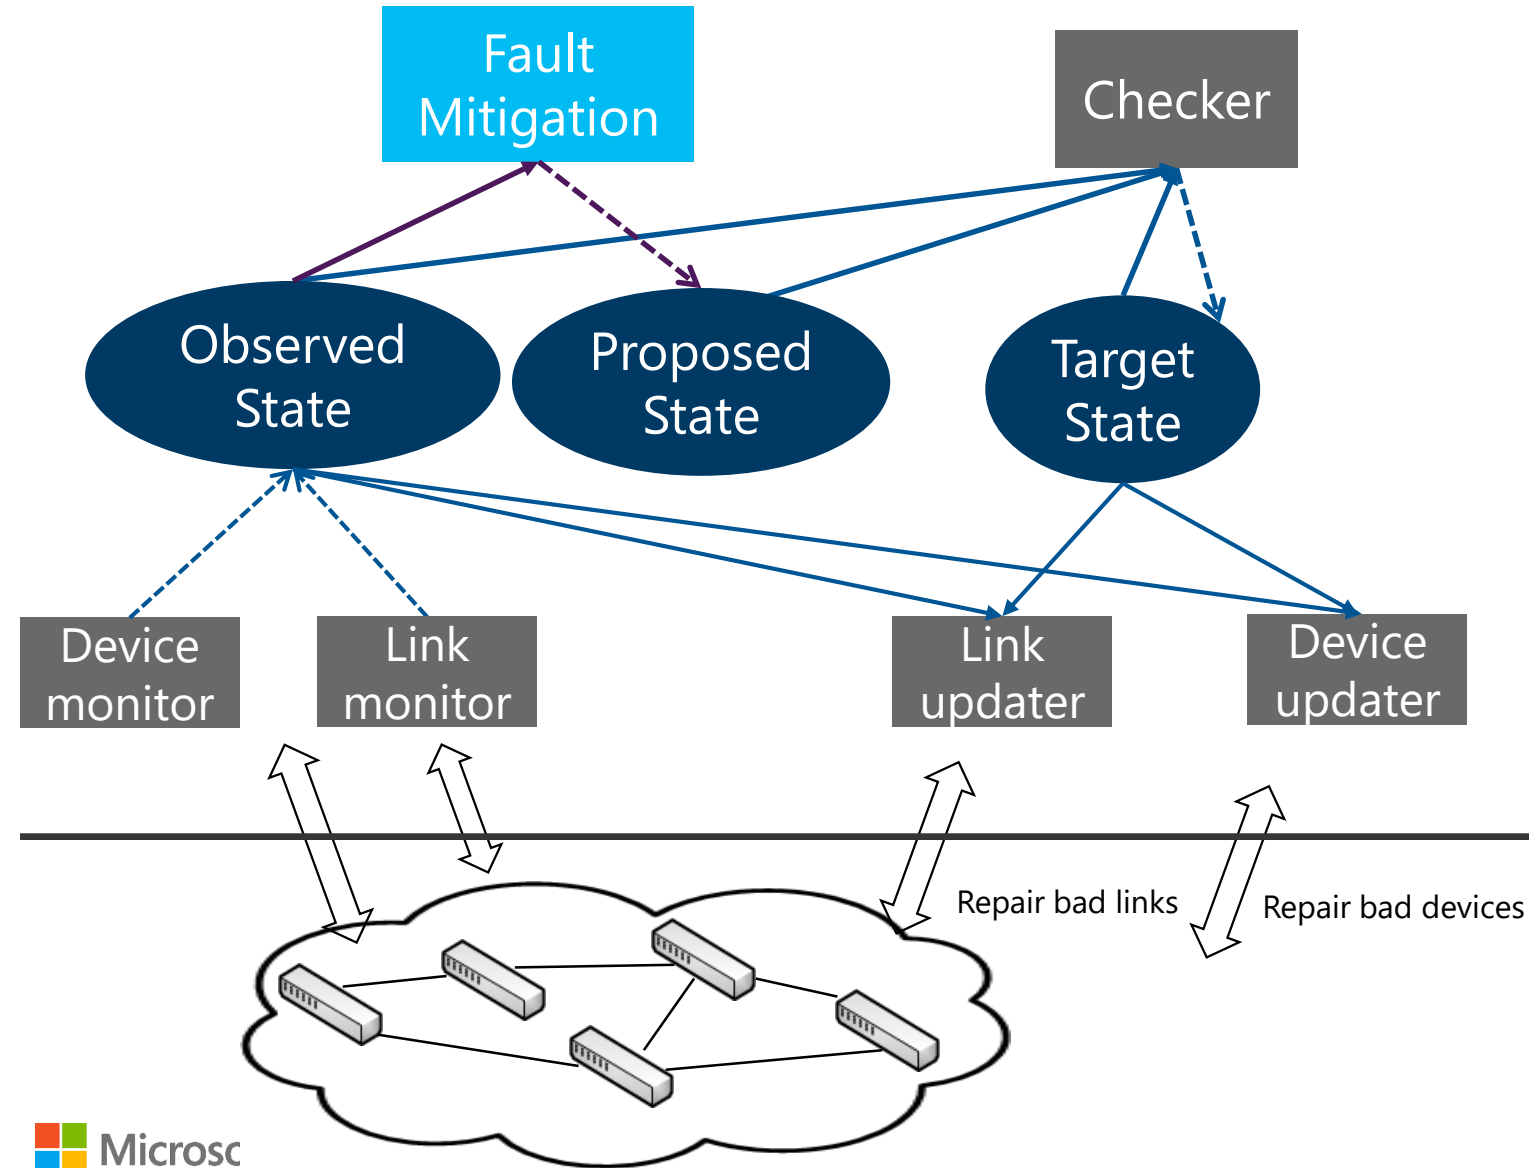 Fault
Mitigation
Checker
Observed
State
Proposed
State
Target
State
Device
monitor
Link
monitor
Link
updater
Device
updater
Repair bad links
Repair bad devices
Microsc